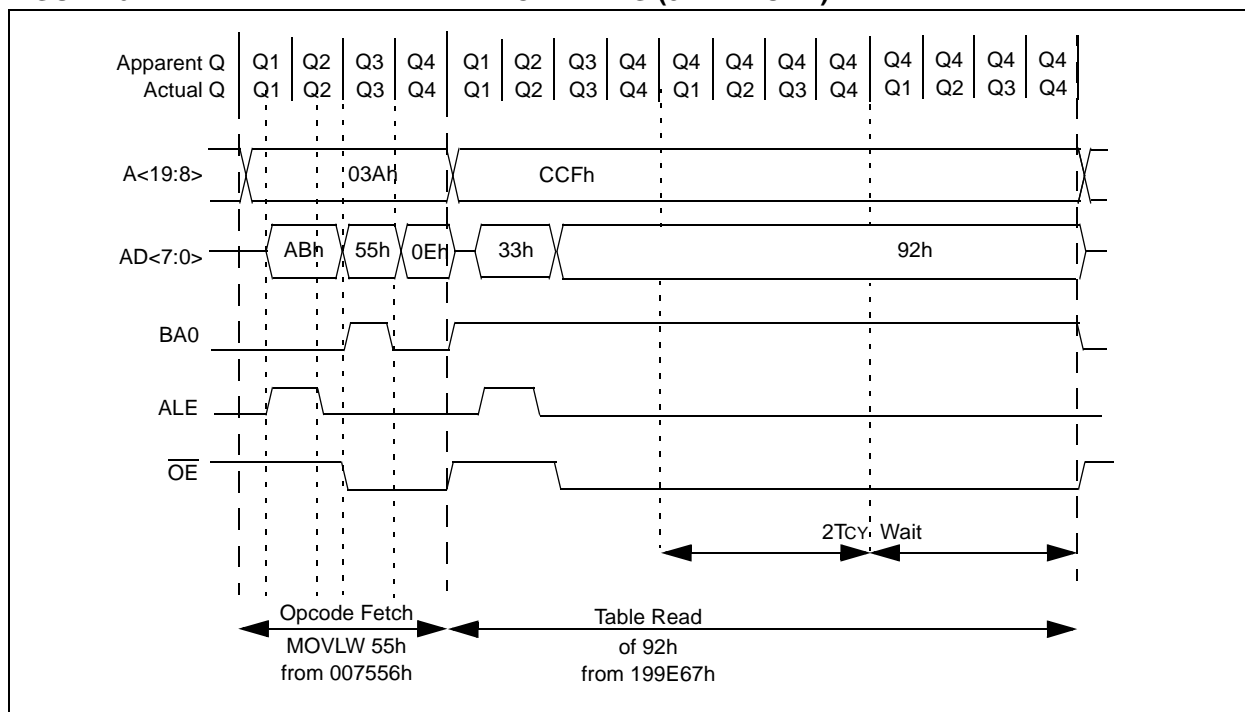 Apparent Q Q1 Q2 Q3 Q4 Q1 Q2 Q3 Q4 Q4 Q4 Q4 Q4 Q4 Q4 Q4 Q4
Actual Q Q1 Q2 Q3 Q4 Q1 Q2 Q3 Q4 Q1 Q2 Q3 Q4 Q1 Q2 Q3 Q4
A<19:8> 03Ah CCFh
AD<7:0> ABh 55h 0Eh 33h 92h
BA0
ALE
OE
2TCY Wait
Opcode Fetch Table Read
MOVLW 55h of 92h
from 007556h from 199E67h